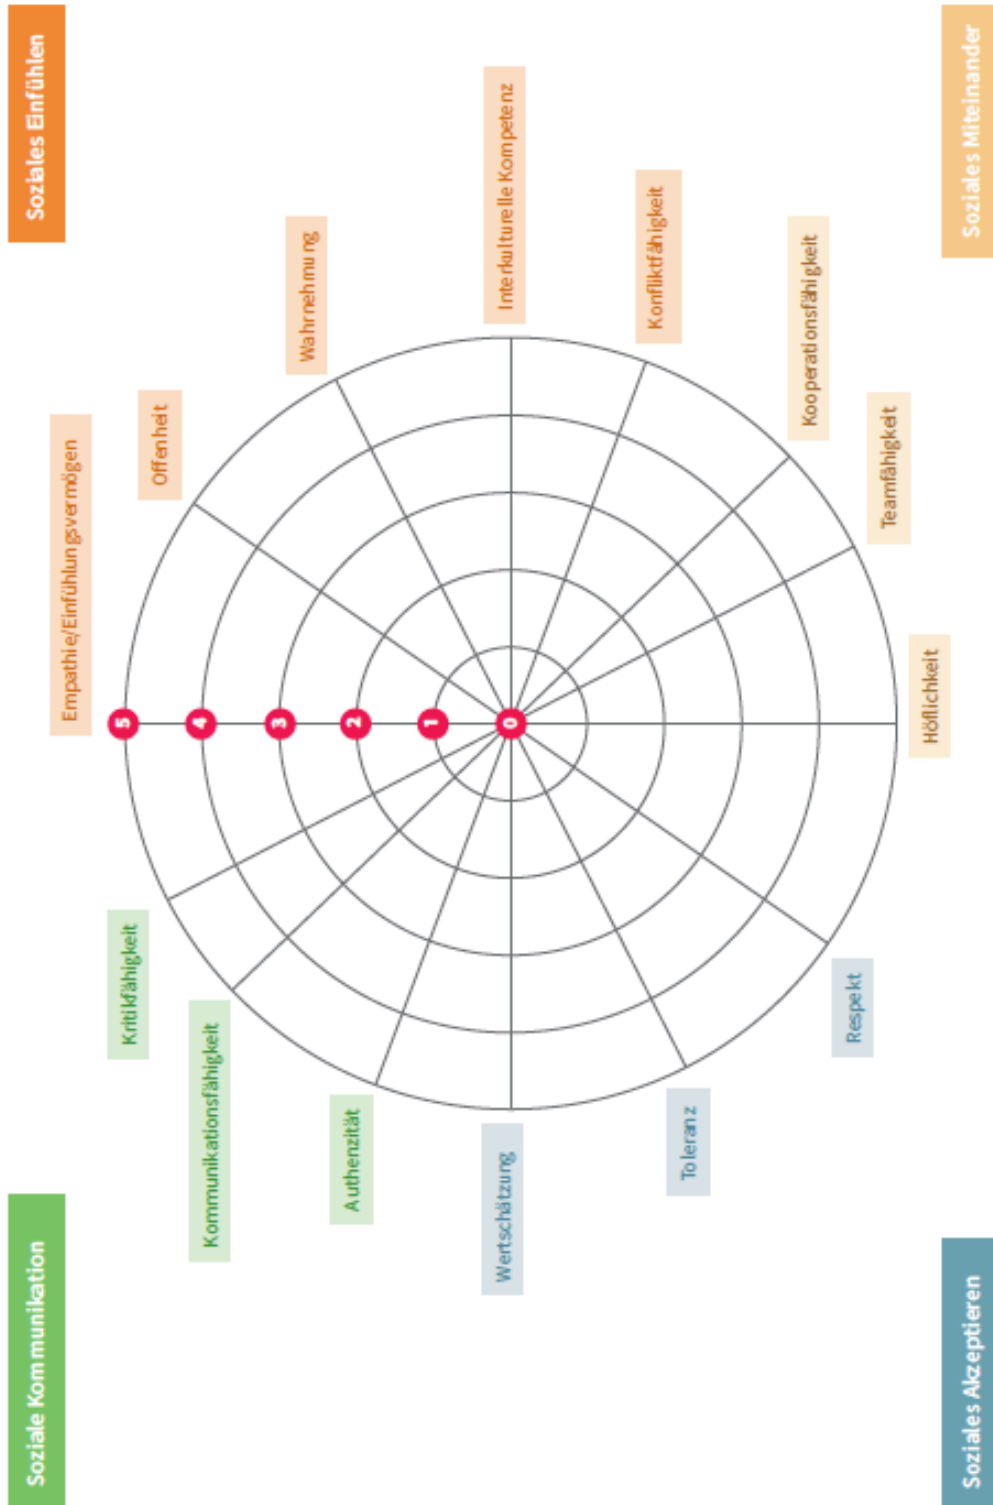 Soziale Kommunikation
Soziales Einfühlen
Empathie/Einfühlungsvermögen
Kritikfähigkeit
5
Offenheit
4
Kommunikationsfähigkeit
3
Wahrnehmung
Authenzität
2
1
Wertschätzung
0
Interkulturelle Kompetenz
Konfliktfähigkeit
Toleranz
Kooperationsfähigkeit
Respekt
Teamfähigkeit
Höflichkeit
Soziales Akzeptieren
Soziales Miteinander